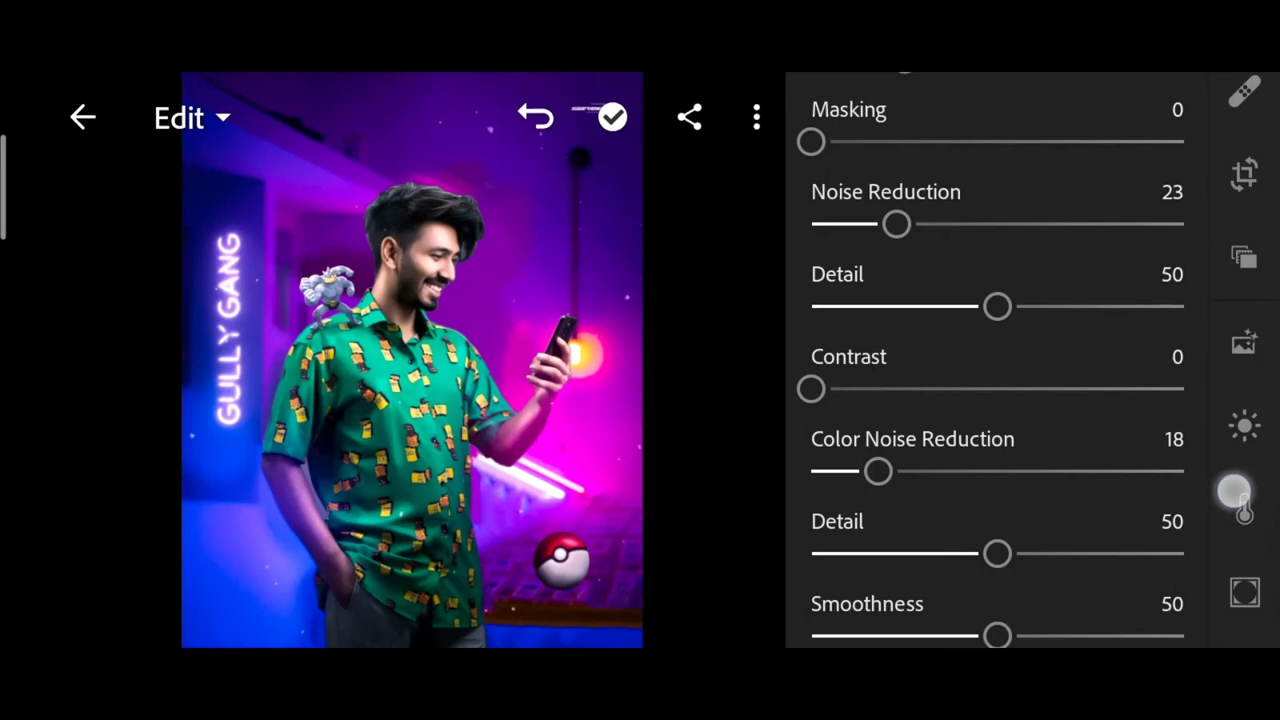 Edit
GULLY GANG
Masking 0
Noise Reduction 23
Detail 50
Contrast 0
Color Noise Reduction 18
Detail 50
Smoothness 50